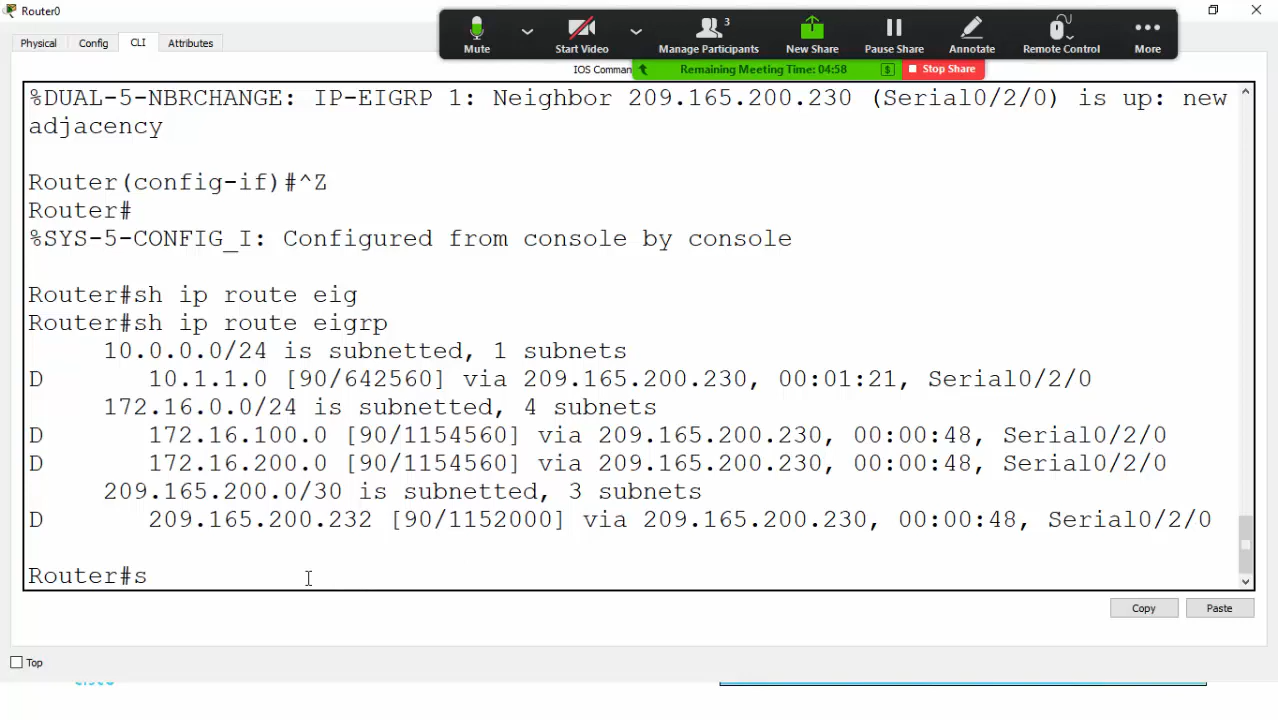 Router0
Physical Config CLI Attributes
Mute Start Video 3 Manage Participants New Share Pause Share Annotate Remote Control More
IOS Comman Remaining Meeting Time: 04:58 $ Stop Share
%DUAL-5-NBRCHANGE: IP-EIGRP 1: Neighbor 209.165.200.230 (Serial0/2/0) is up: new
adjacency
Router(config-if)#^Z
Router#
%SYS-5-CONFIG_I: Configured from console by console
Router#sh ip route eig
Router#sh ip route eigrp
10.0.0.0/24 is subnetted, 1 subnets
D 10.1.1.0 [90/642560] via 209.165.200.230, 00:01:21, Serial0/2/0
172.16.0.0/24 is subnetted, 4 subnets
D 172.16.100.0 [90/1154560] via 209.165.200.230, 00:00:48, Serial0/2/0
D 172.16.200.0 [90/1154560] via 209.165.200.230, 00:00:48, Serial0/2/0
209.165.200.0/30 is subnetted, 3 subnets
D 209.165.200.232 [90/1152000] via 209.165.200.230, 00:00:48, Serial0/2/0
Router#s
Copy Paste
Top